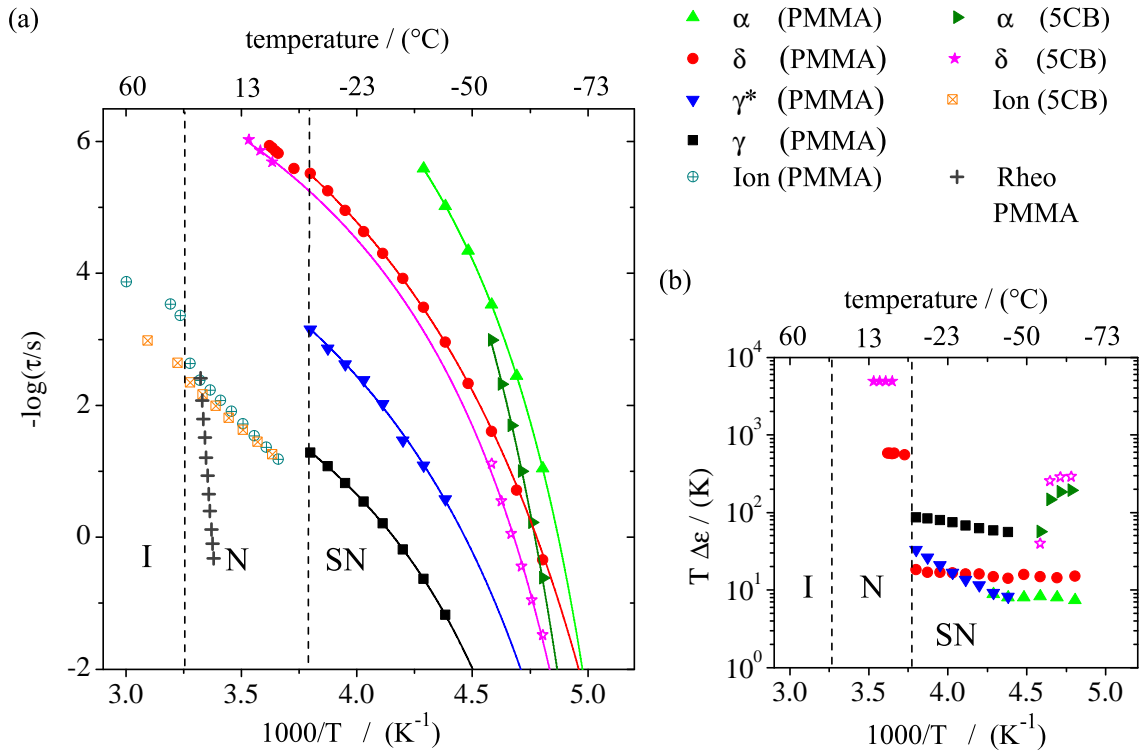 (a)
temperature / (°C)
60 13 -23 -50 -73
6
4
2
0
-2
-log(τ/s)
I N SN
3.0 3.5 4.0 4.5 5.0
1000/T / (K⁻¹)
α (PMMA)
δ (PMMA)
γ* (PMMA)
γ (PMMA)
Ion (PMMA)
α (5CB)
δ (5CB)
Ion (5CB)
Rheo
PMMA
(b)
temperature / (°C)
60 13 -23 -50 -73
10⁴
10³
10²
10¹
10⁰
T Δε / (K)
I N
SN
3.0 3.5 4.0 4.5 5.0
1000/T / (K⁻¹)